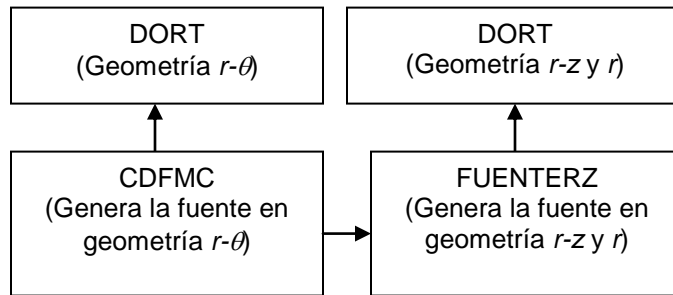 DORT
(Geometría r-θ)
DORT
(Geometría r-z y r)
CDFMC
(Genera la fuente en
geometría r-θ)
FUENTERZ
(Genera la fuente en
geometría r-z y r)